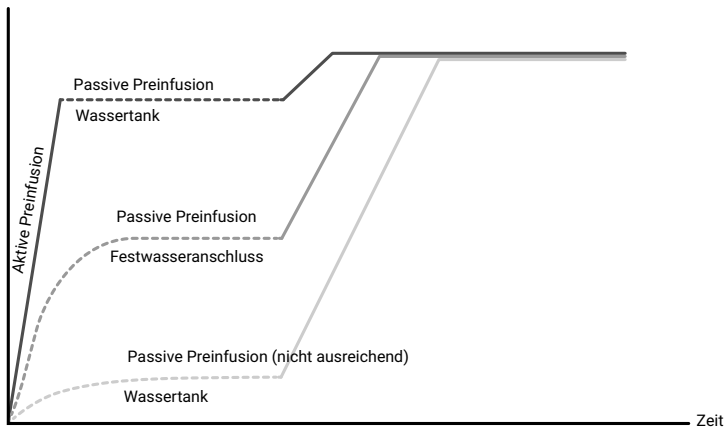 Passive Preinfusion
Wassertank
Aktive Preinfusion
Passive Preinfusion
Festwasseranschluss
Passive Preinfusion (nicht ausreichend)
Wassertank
Zeit